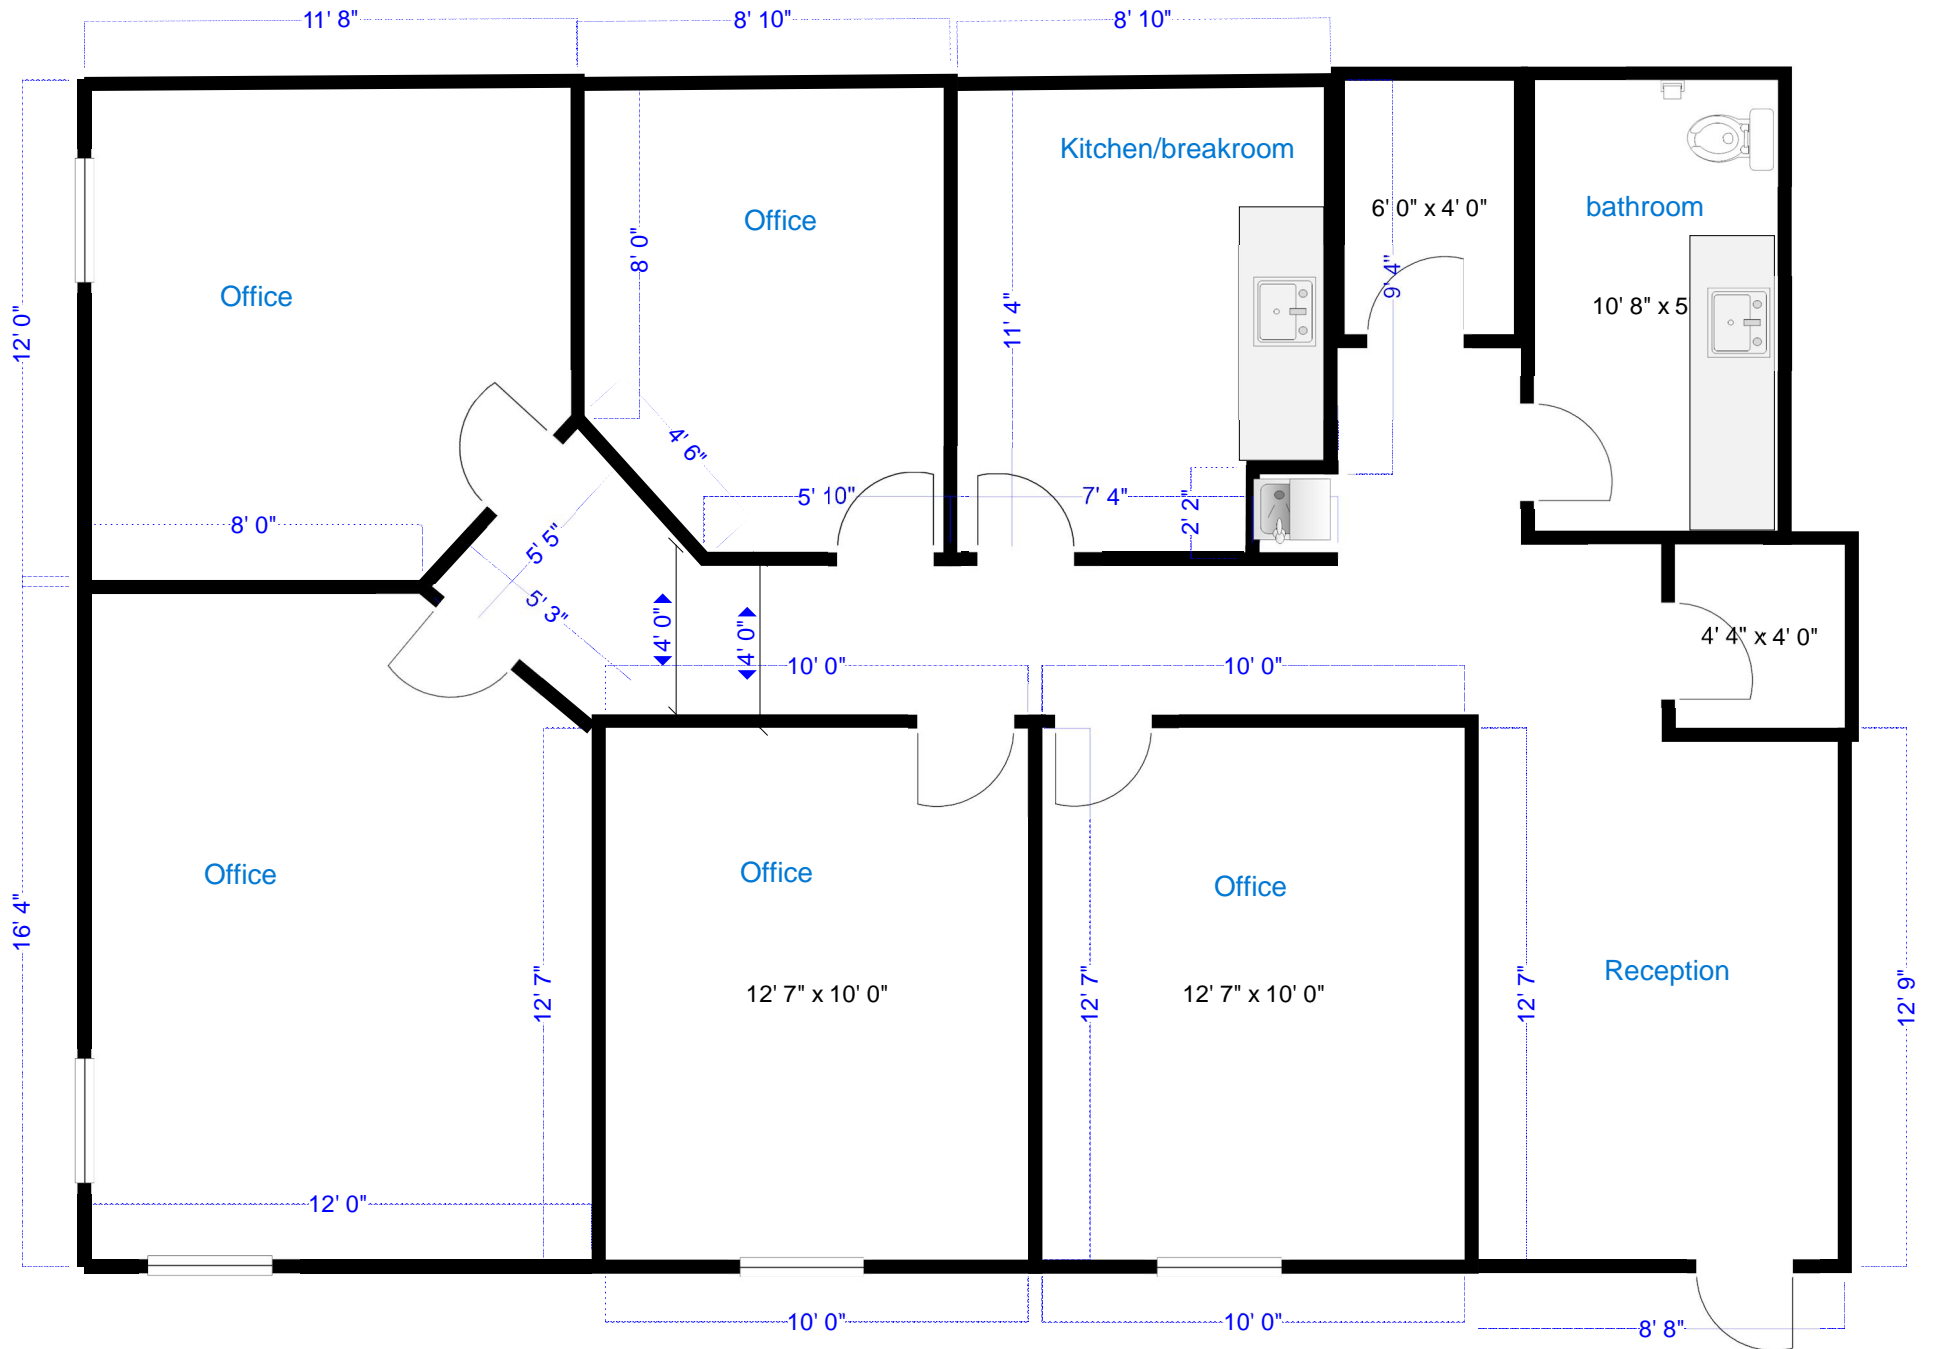 11' 8"
8' 10"
8' 10"
Kitchen/breakroom
6' 0" x 4' 0"
bathroom
Office
8' 0"
9' 4"
Office
12' 0"
11' 4"
10' 8" x 5
4' 6"
5' 10"
7' 4"
2' 2"
8' 0"
5' 5"
5' 3"
4' 0"
4' 0"
4' 4" x 4' 0"
10' 0"
10' 0"
Office
Office
Office
16' 4"
Reception
12' 7"
12' 7" x 10' 0"
12' 7"
12' 7" x 10' 0"
12' 7"
12' 9"
12' 0"
10' 0"
10' 0"
8' 8"